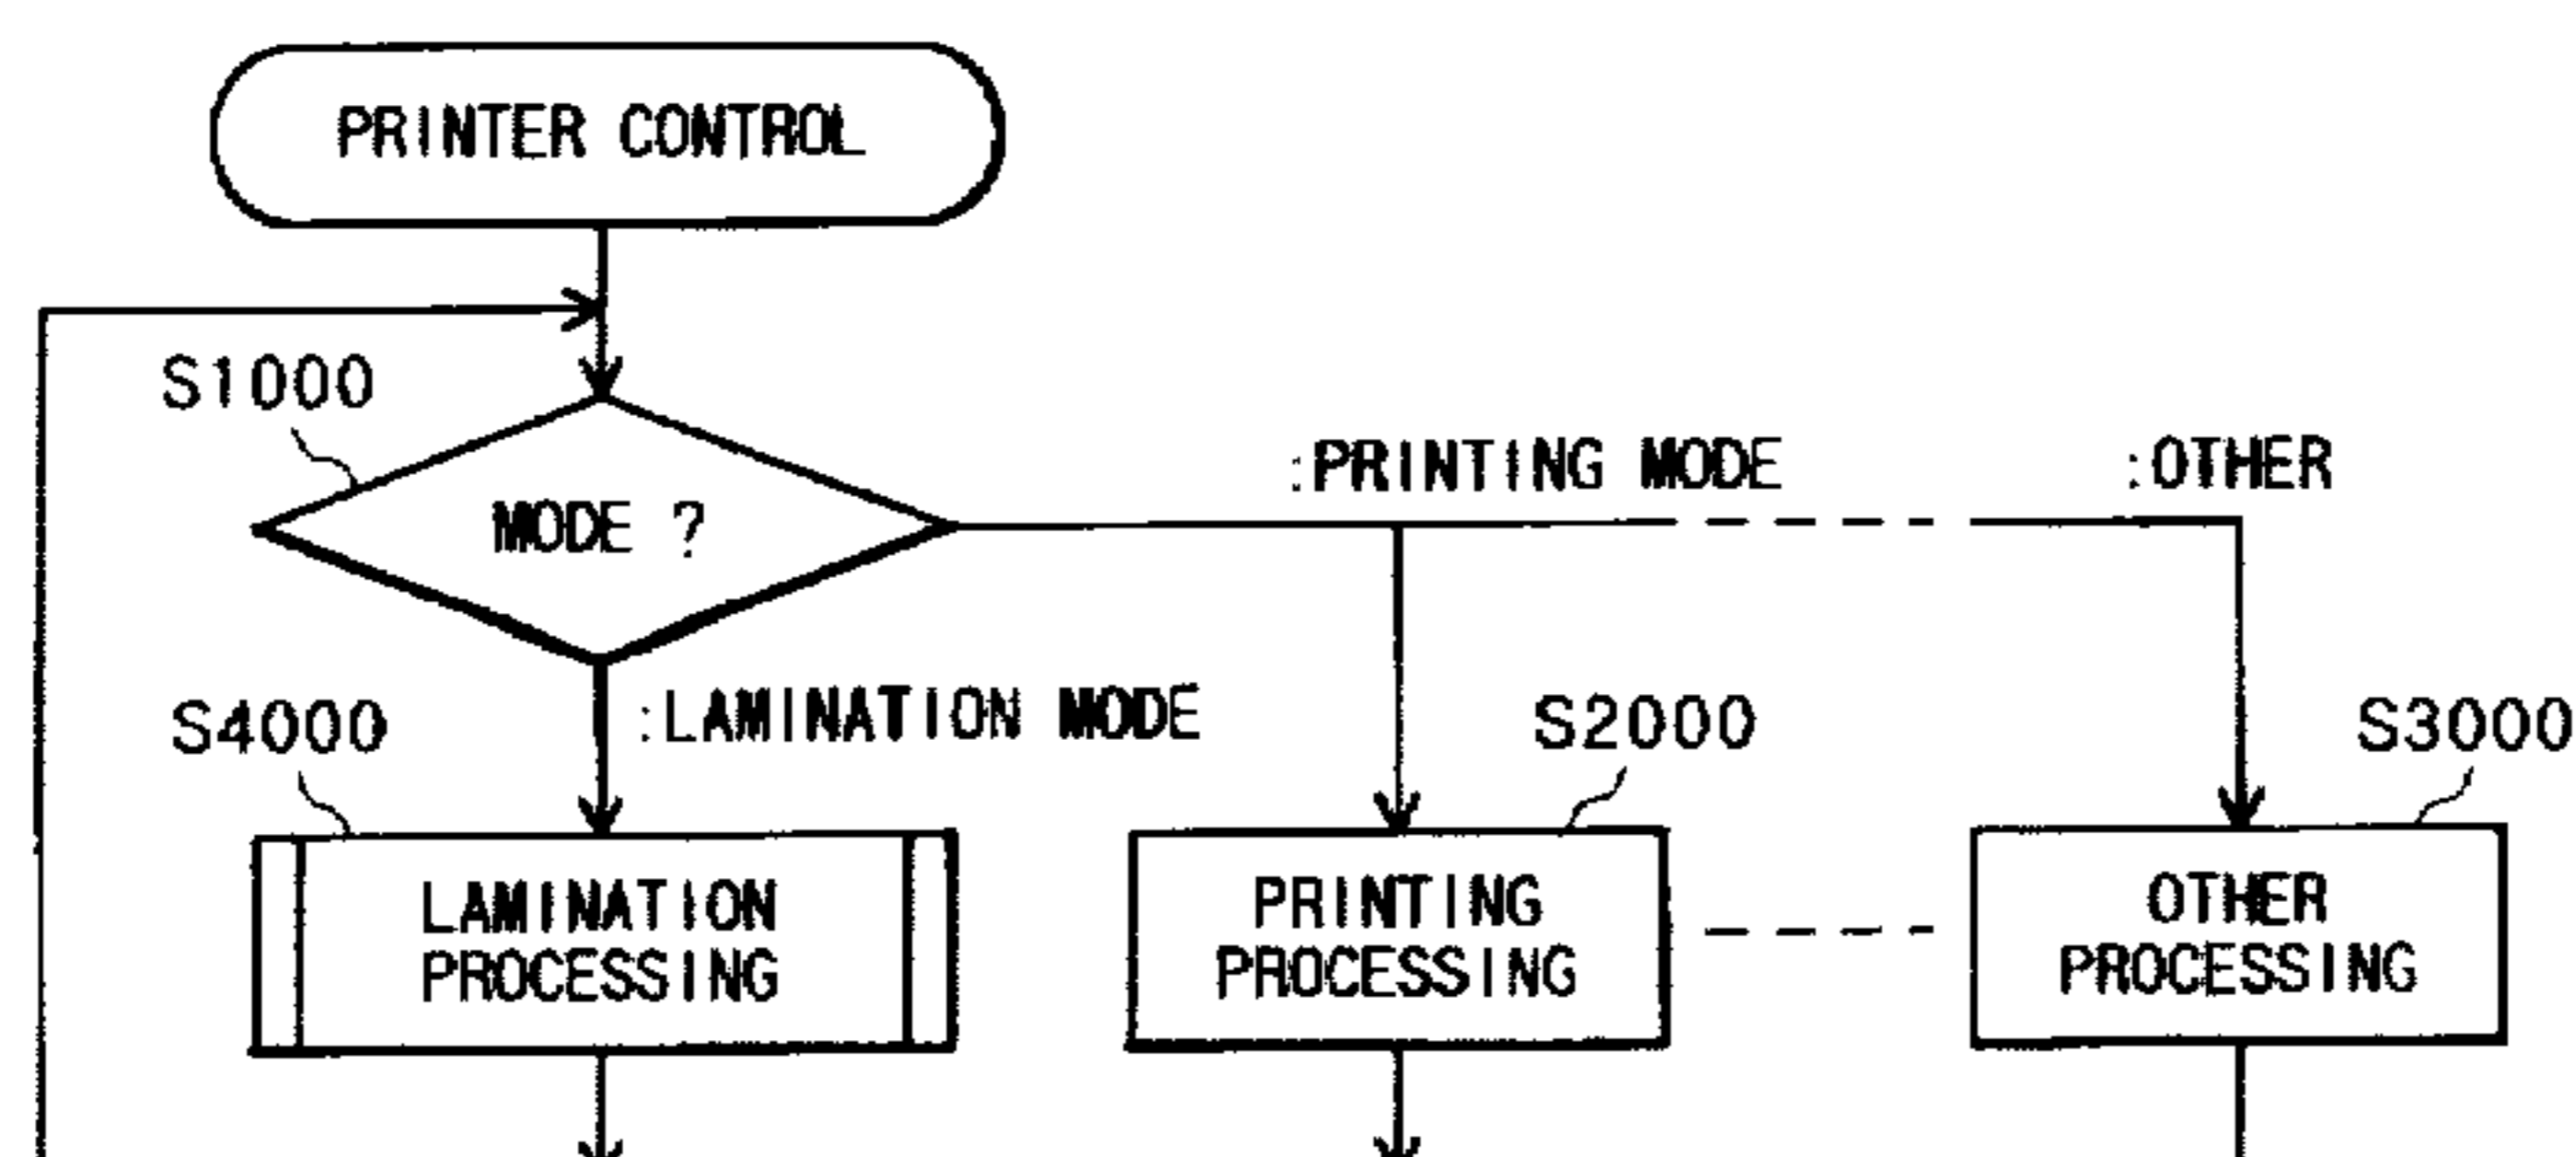 PRINTER CONTROL
S1000
:PRINTING MODE
:OTHER
MODE ?
:LAMINATION MODE
S4000
S2000
S3000
LAMINATION
PROCESSING
PRINTING
PROCESSING
OTHER
PROCESSING